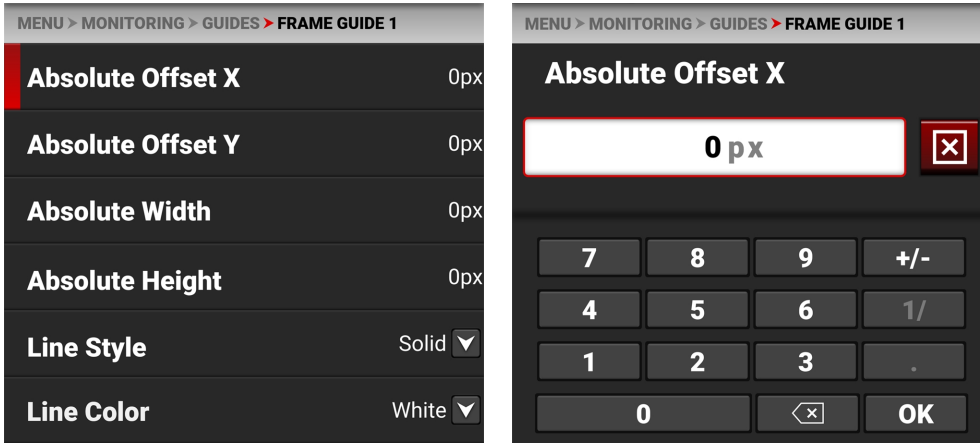 MENU > MONITORING > GUIDES > FRAME GUIDE 1
Absolute Offset X 0px
Absolute Offset Y 0px
Absolute Width 0px
Absolute Height 0px
Line Style Solid
Line Color White
MENU > MONITORING > GUIDES > FRAME GUIDE 1
Absolute Offset X
0 px
7 8 9 +/-
4 5 6 1/
1 2 3 .
0 OK